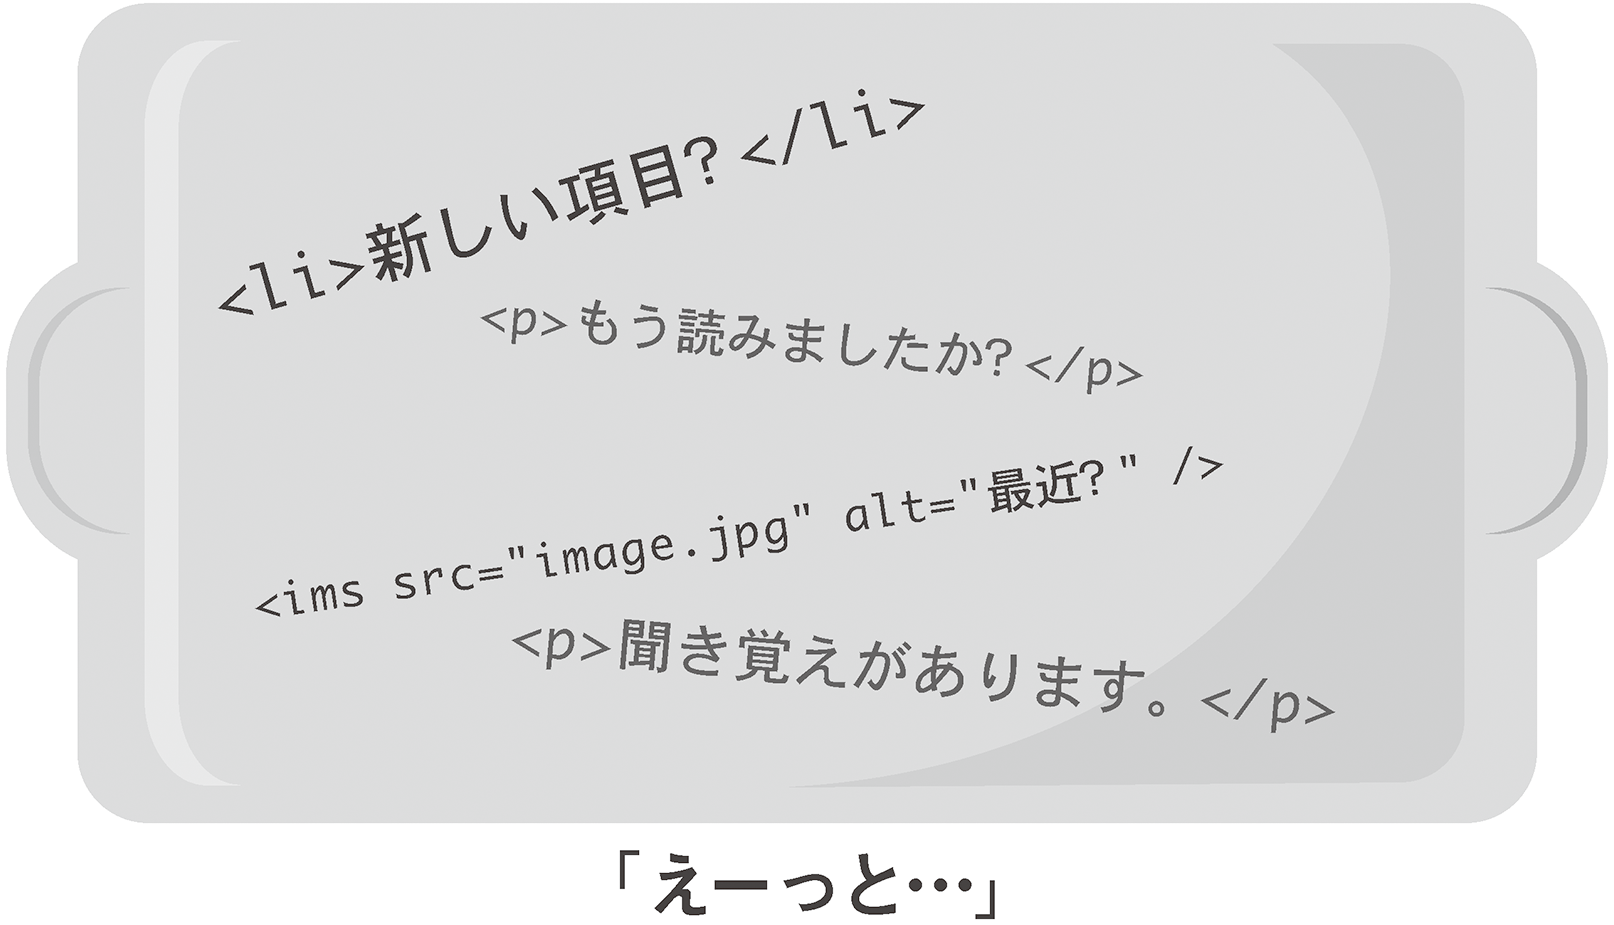 <li>新しい項目?</li>
<p>もう読みましたか?</p>
<ims src="image.jpg" alt="最近?" />
<p>聞き覚えがあります。</p>
「えーっと…」